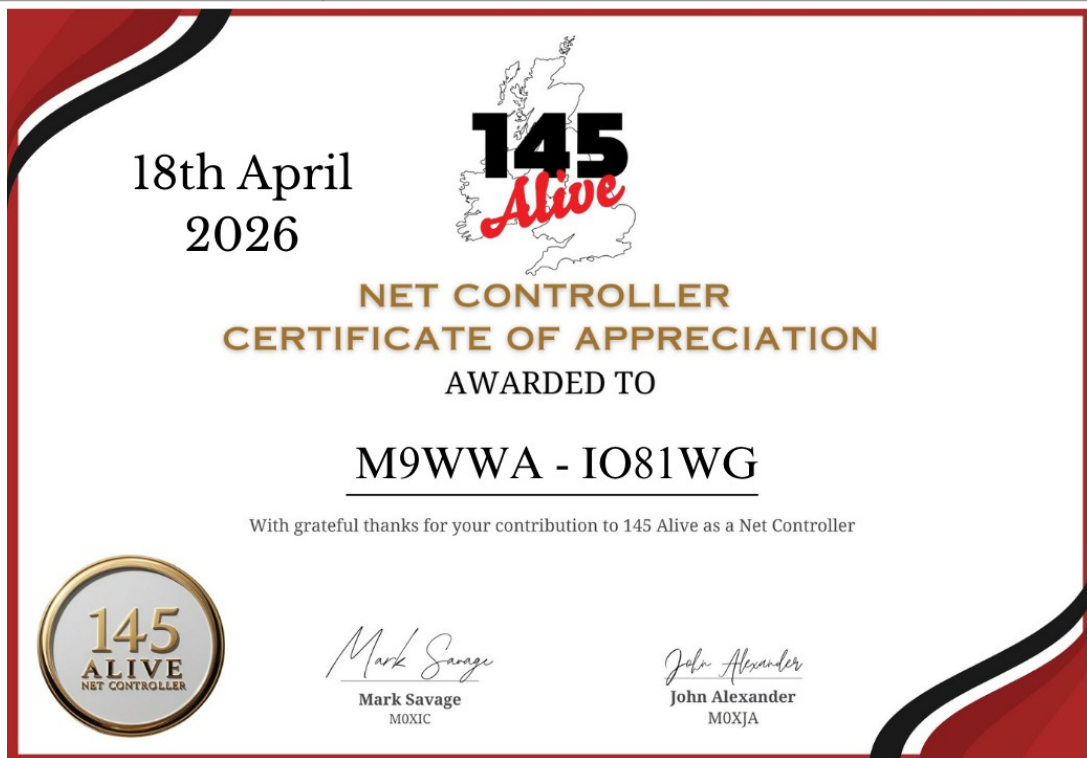 18th April
2026
145
Alive
NET CONTROLLER
CERTIFICATE OF APPRECIATION
AWARDED TO
M9WWA - IO81WG
With grateful thanks for your contribution to 145 Alive as a Net Controller
145
ALIVE
NET CONTROLLER
Mark Savage
Mark Savage
M0XIC
John Alexander
John Alexander
M0XJA